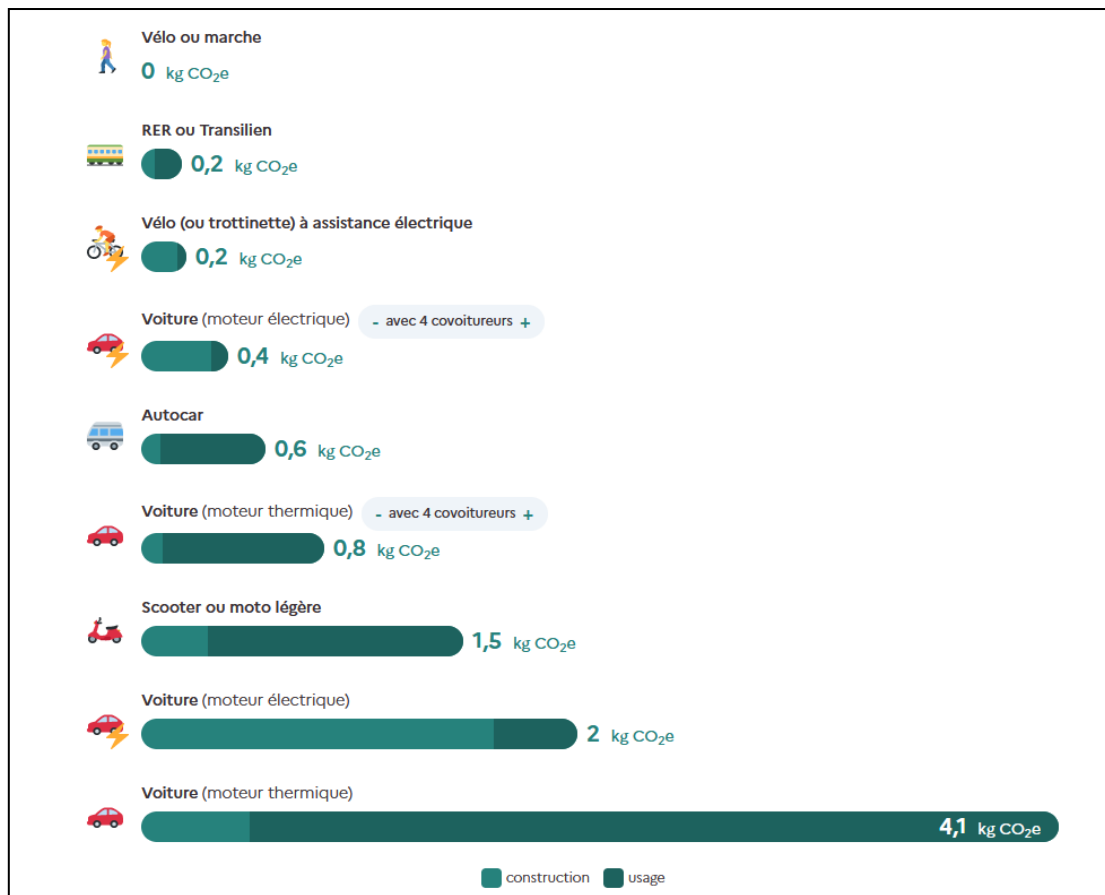 Vélo ou marche
0 kg CO₂e
RER ou Transilien
0,2 kg CO₂e
Vélo (ou trottinette) à assistance électrique
0,2 kg CO₂e
Voiture (moteur électrique) - avec 4 covoitureurs +
0,4 kg CO₂e
Autocar
0,6 kg CO₂e
Voiture (moteur thermique) - avec 4 covoitureurs +
0,8 kg CO₂e
Scooter ou moto légère
1,5 kg CO₂e
Voiture (moteur électrique)
2 kg CO₂e
Voiture (moteur thermique)
4,1 kg CO₂e
construction usage